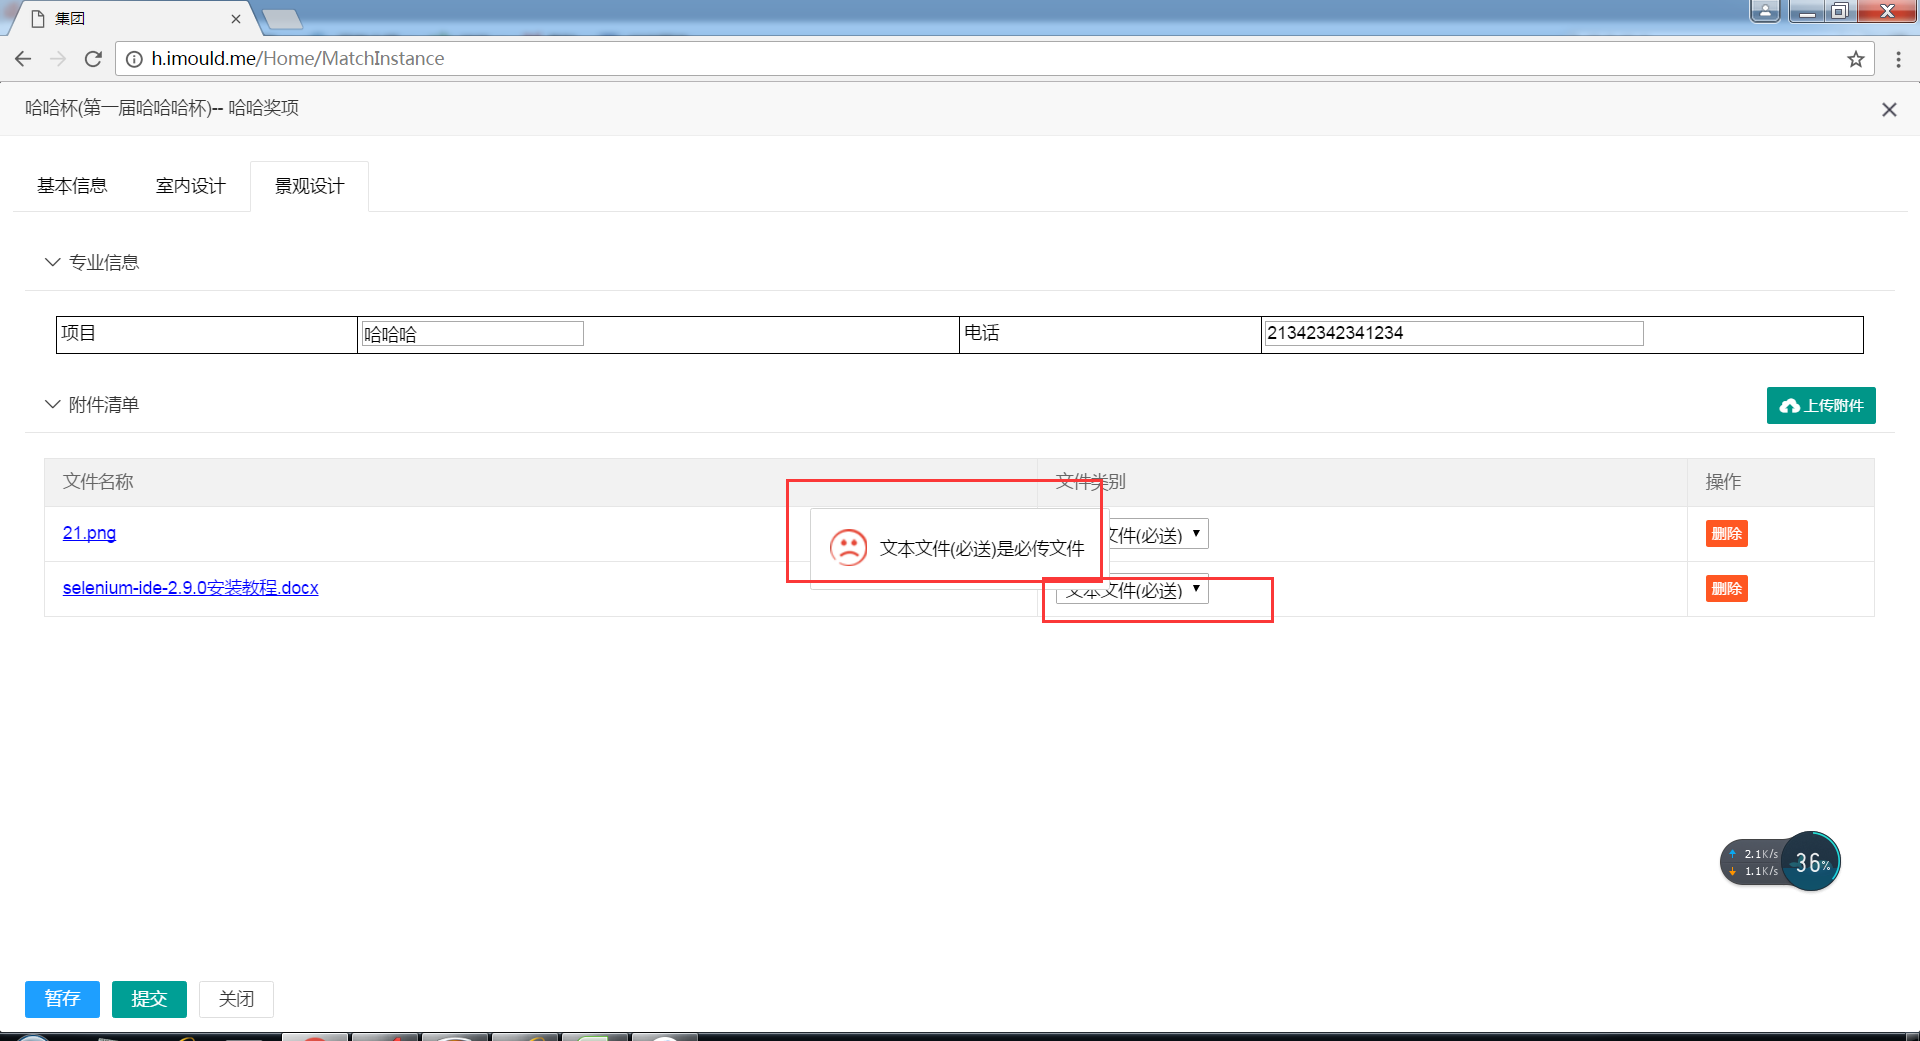 集团
h.imould.me/Home/MatchInstance
哈哈杯(第一届哈哈哈杯)-- 哈哈奖项
基本信息 室内设计 景观设计
专业信息
项目 哈哈哈 电话 21342342341234
附件清单 上传附件
文件名称 文件类别 操作
21.png 文件(必送) 删除
文本文件(必送)是必传文件
selenium-ide-2.9.0安装教程.docx 文本文件(必送) 删除
2.1K/s
1.1K/s
36%
暂存 提交 关闭